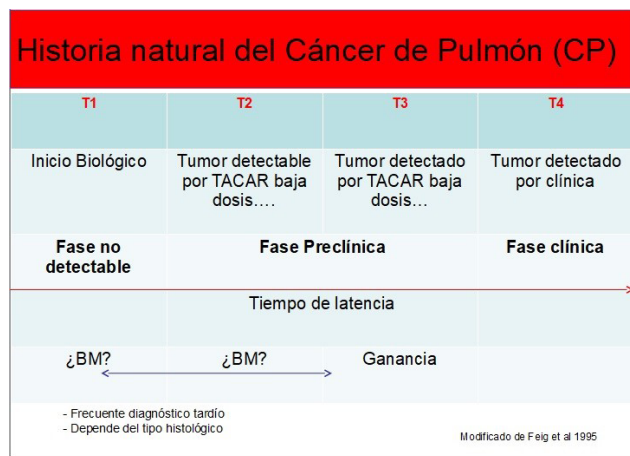 Historia natural del Cáncer de Pulmón (CP)
T1 T2 T3 T4
Inicio Biológico Tumor detectable Tumor detectado Tumor detectado
por TACAR baja por TACAR baja por clínica
dosis…. dosis…
Fase no Fase Preclínica Fase clínica
detectable
Tiempo de latencia
¿BM? ¿BM? Ganancia
- Frecuente diagnóstico tardío
- Depende del tipo histológico
Modificado de Feig et al 1995